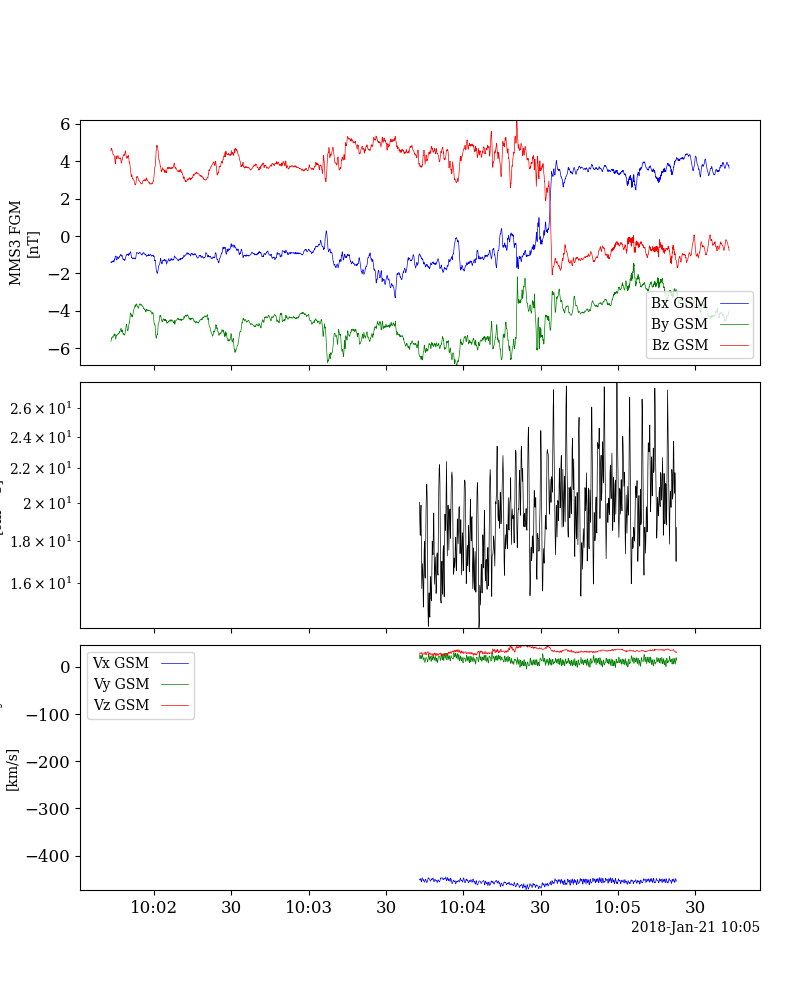 6
4
2
0
−2
−4
−6
MMS3 FGM
[nT]
Bx GSM
By GSM
Bz GSM
2.6 × 10¹
2.4 × 10¹
2.2 × 10¹
2 × 10¹
1.8 × 10¹
1.6 × 10¹
Vx GSM
Vy GSM
Vz GSM
0
−100
−200
−300
−400
[km/s]
10:02
30
10:03
30
10:04
30
10:05
30
2018-Jan-21 10:05